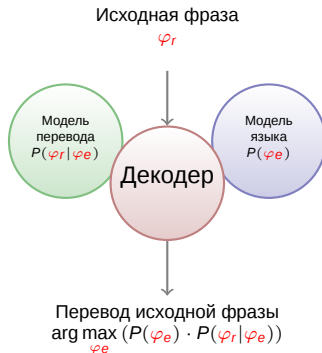 Исходная фраза
φr
Модель
перевода
P(φr|φe)
Модель
языка
P(φe)
Декодер
Перевод исходной фразы
arg max (P(φe) · P(φr|φe))
φe